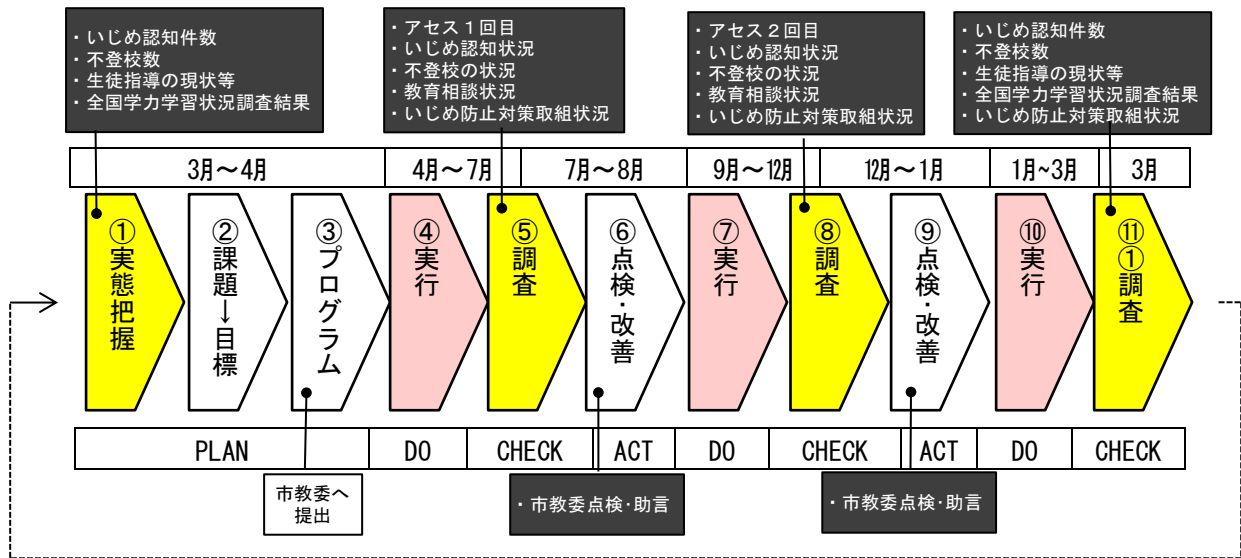 ・いじめ認知件数
・不登校数
・生徒指導の現状等
・全国学力学習状況調査結果
・アセス１回目
・いじめ認知状況
・不登校の状況
・教育相談状況
・いじめ防止対策取組状況
・アセス２回目
・いじめ認知状況
・不登校の状況
・教育相談状況
・いじめ防止対策取組状況
・いじめ認知件数
・不登校数
・生徒指導の現状等
・全国学力学習状況調査結果
・いじめ防止対策取組状況
3月～4月
4月～7月
7月～8月
9月～12月
12月～1月
1月~3月
3月
①実態把握
②課題→目標
③プログラム
④実行
⑤調査
⑥点検・改善
⑦実行
⑧調査
⑨点検・改善
⑩実行
⑪①調査
PLAN
DO
CHECK
ACT
DO
CHECK
ACT
DO
CHECK
市教委へ
提出
・市教委点検・助言
・市教委点検・助言